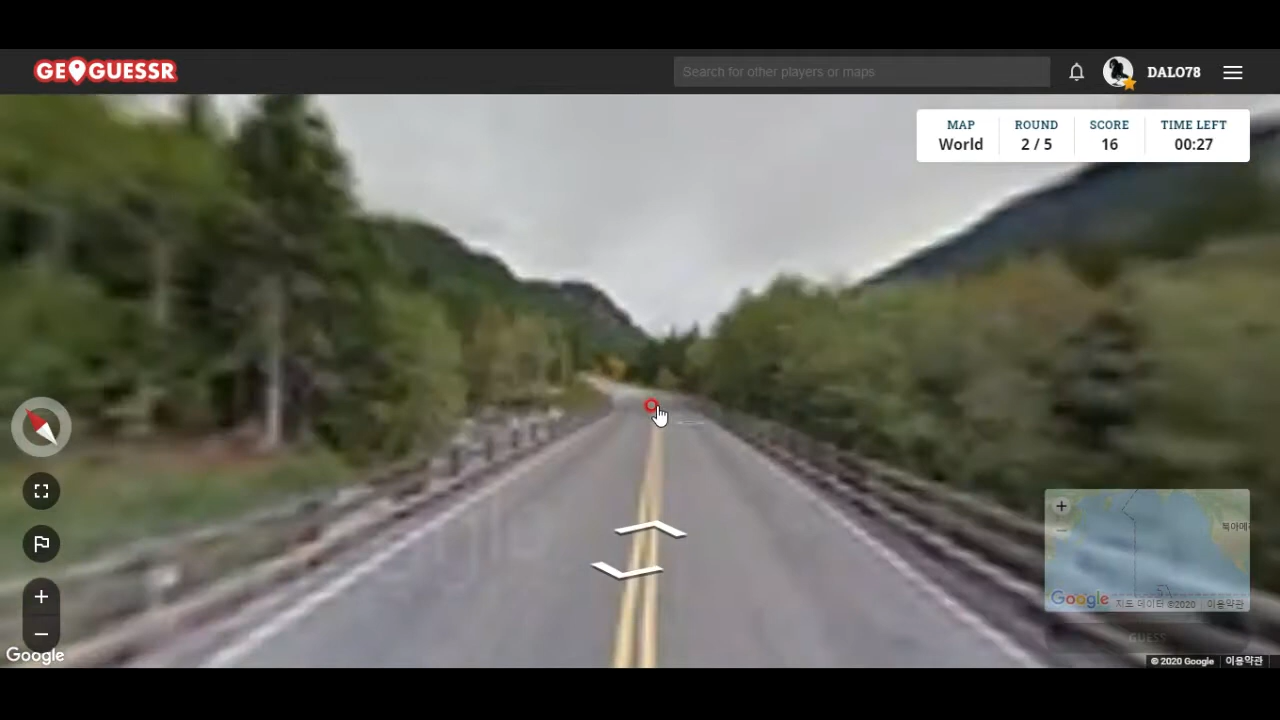 GEOGUESSR
Search for other players or maps
DALO78
MAP
World
ROUND
2 / 5
SCORE
16
TIME LEFT
00:27
Google
지도 데이터 ©2020
이용약관
GUESS
Google
© 2020 Google
이용약관